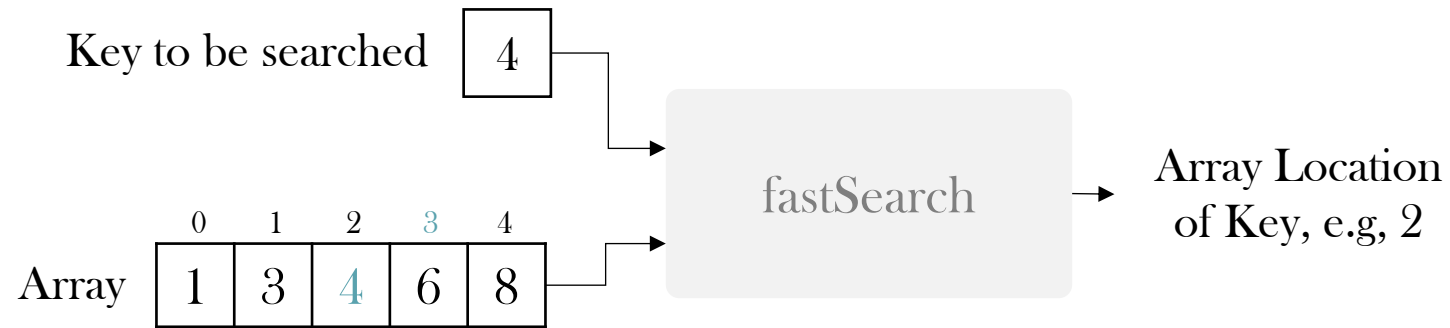 Key to be searched 4
fastSearch
Array Location
of Key, e.g, 2
0 1 2 3 4
Array 1 3 4 6 8